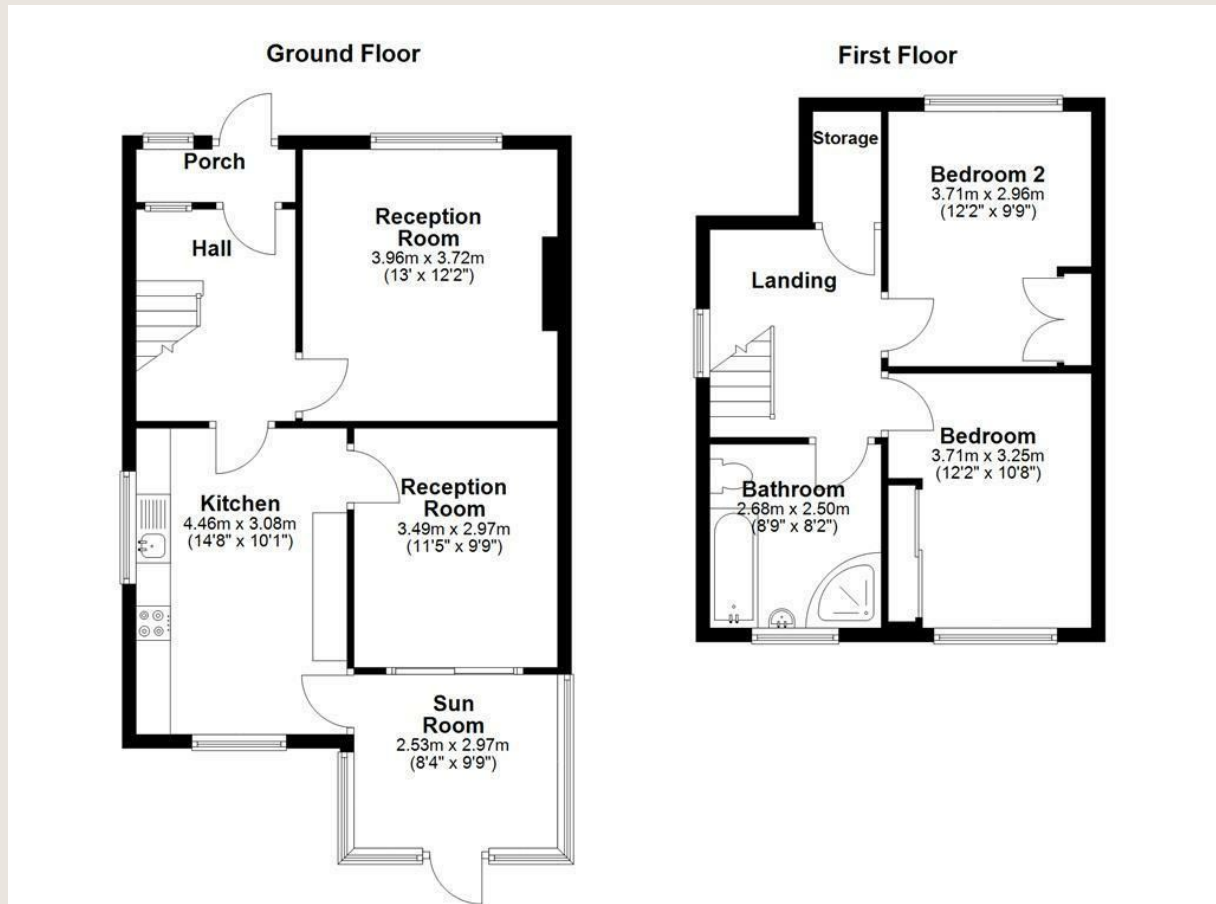 Ground Floor
Porch
Hall
Reception
Room
3.96m x 3.72m
(13' x 12'2")
Kitchen
4.46m x 3.08m
(14'8" x 10'1")
Reception
Room
3.49m x 2.97m
(11'5" x 9'9")
Sun
Room
2.53m x 2.97m
(8'4" x 9'9")
First Floor
Storage
Bedroom 2
3.71m x 2.96m
(12'2" x 9'9")
Landing
Bedroom
3.71m x 3.25m
(12'2" x 10'8")
Bathroom
2.68m x 2.50m
(8'9" x 8'2")